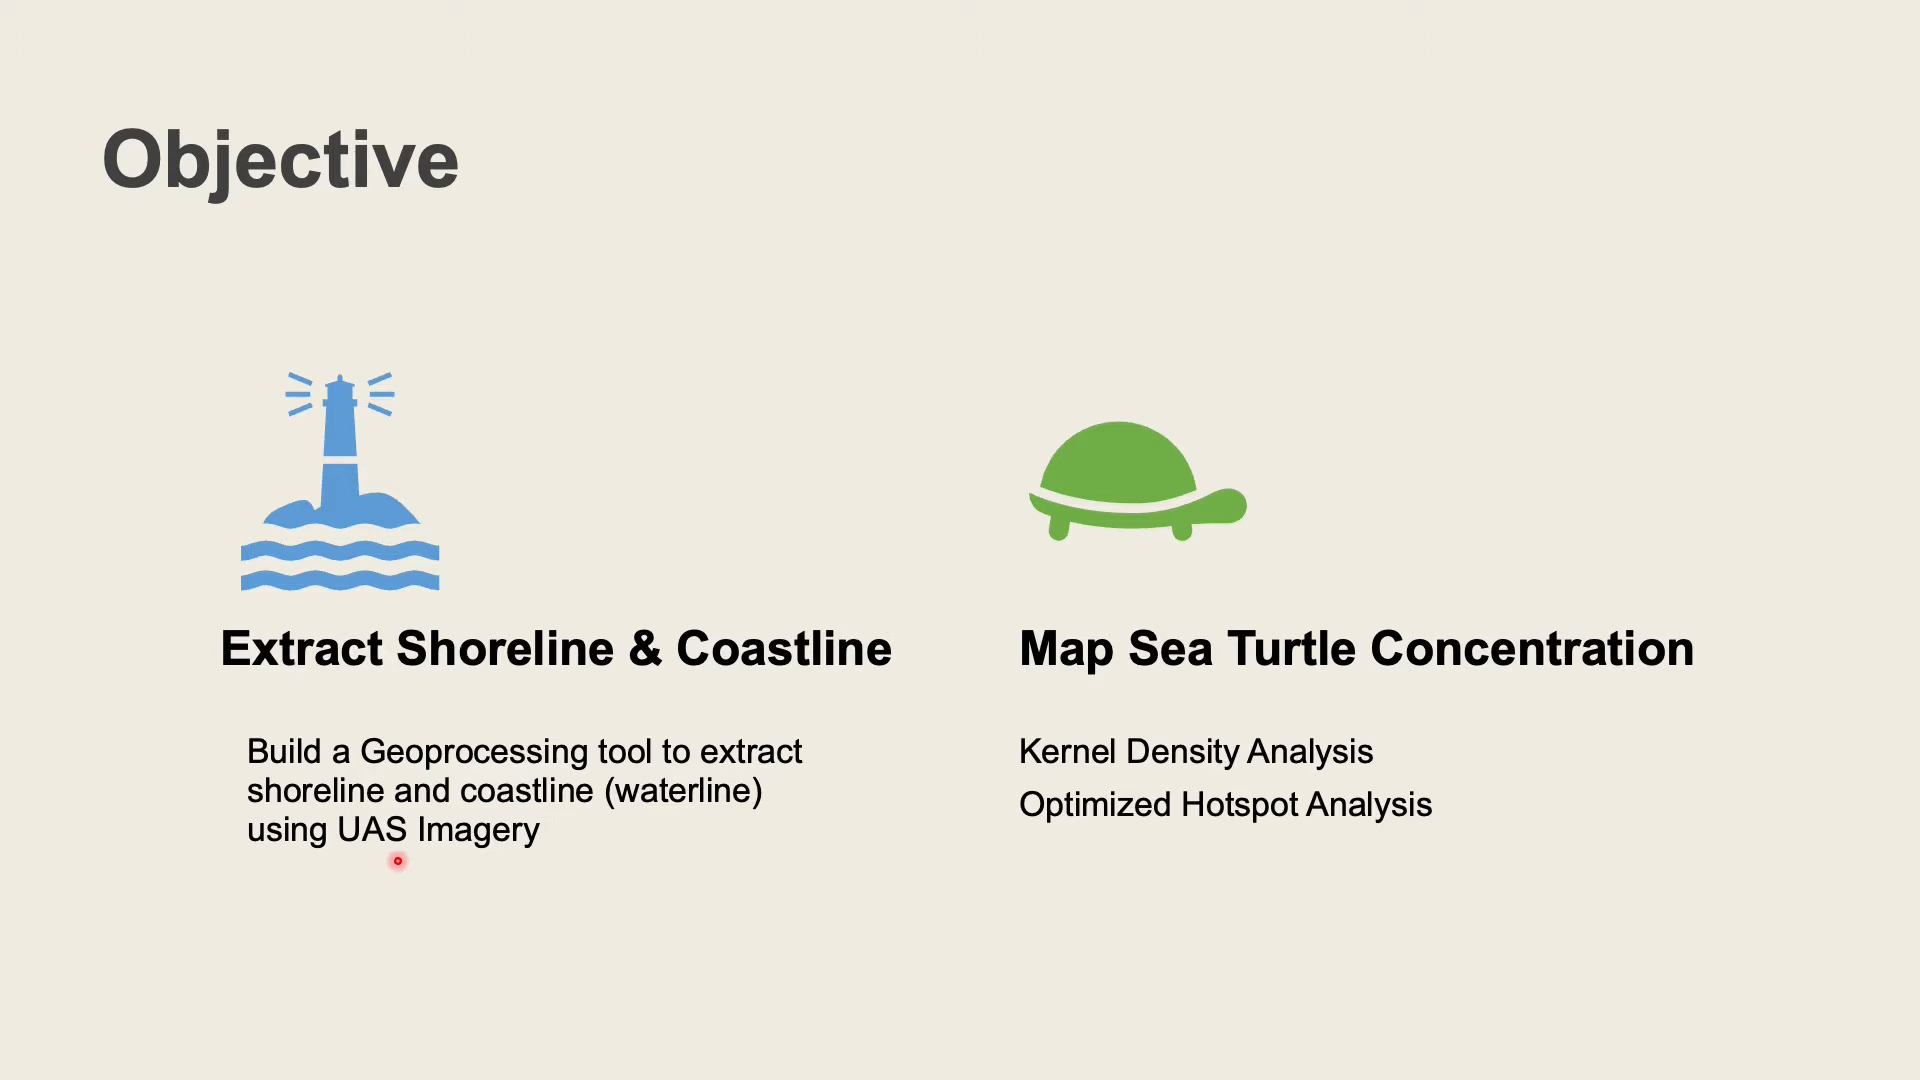 Objective
Extract Shoreline & Coastline
Build a Geoprocessing tool to extract
shoreline and coastline (waterline)
using UAS Imagery
Map Sea Turtle Concentration
Kernel Density Analysis
Optimized Hotspot Analysis